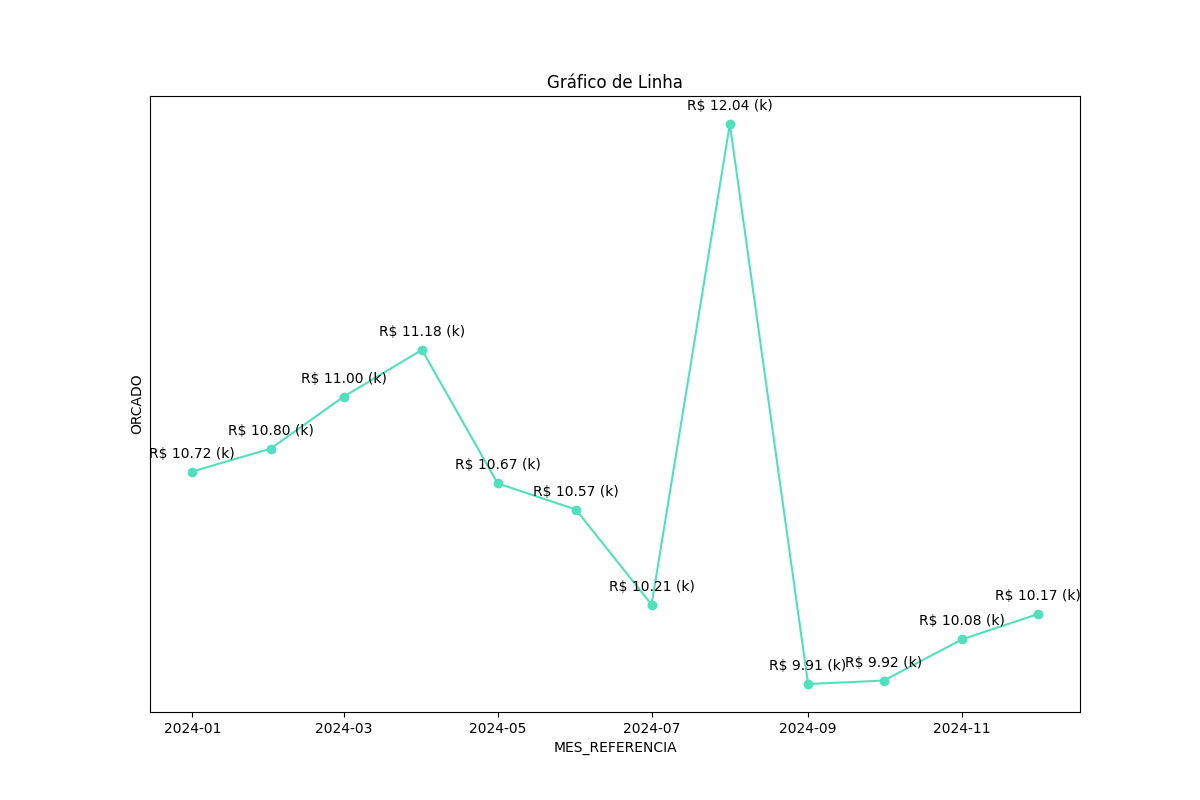 Gráfico de Linha
R$ 12.04 (k)
R$ 11.18 (k)
R$ 11.00 (k)
R$ 10.80 (k)
R$ 10.72 (k)
R$ 10.67 (k)
R$ 10.57 (k)
R$ 10.21 (k)
R$ 10.17 (k)
R$ 10.08 (k)
R$ 9.91 (k)
R$ 9.92 (k)
ORCADO
2024-01 2024-03 2024-05 2024-07 2024-09 2024-11
MES_REFERENCIA